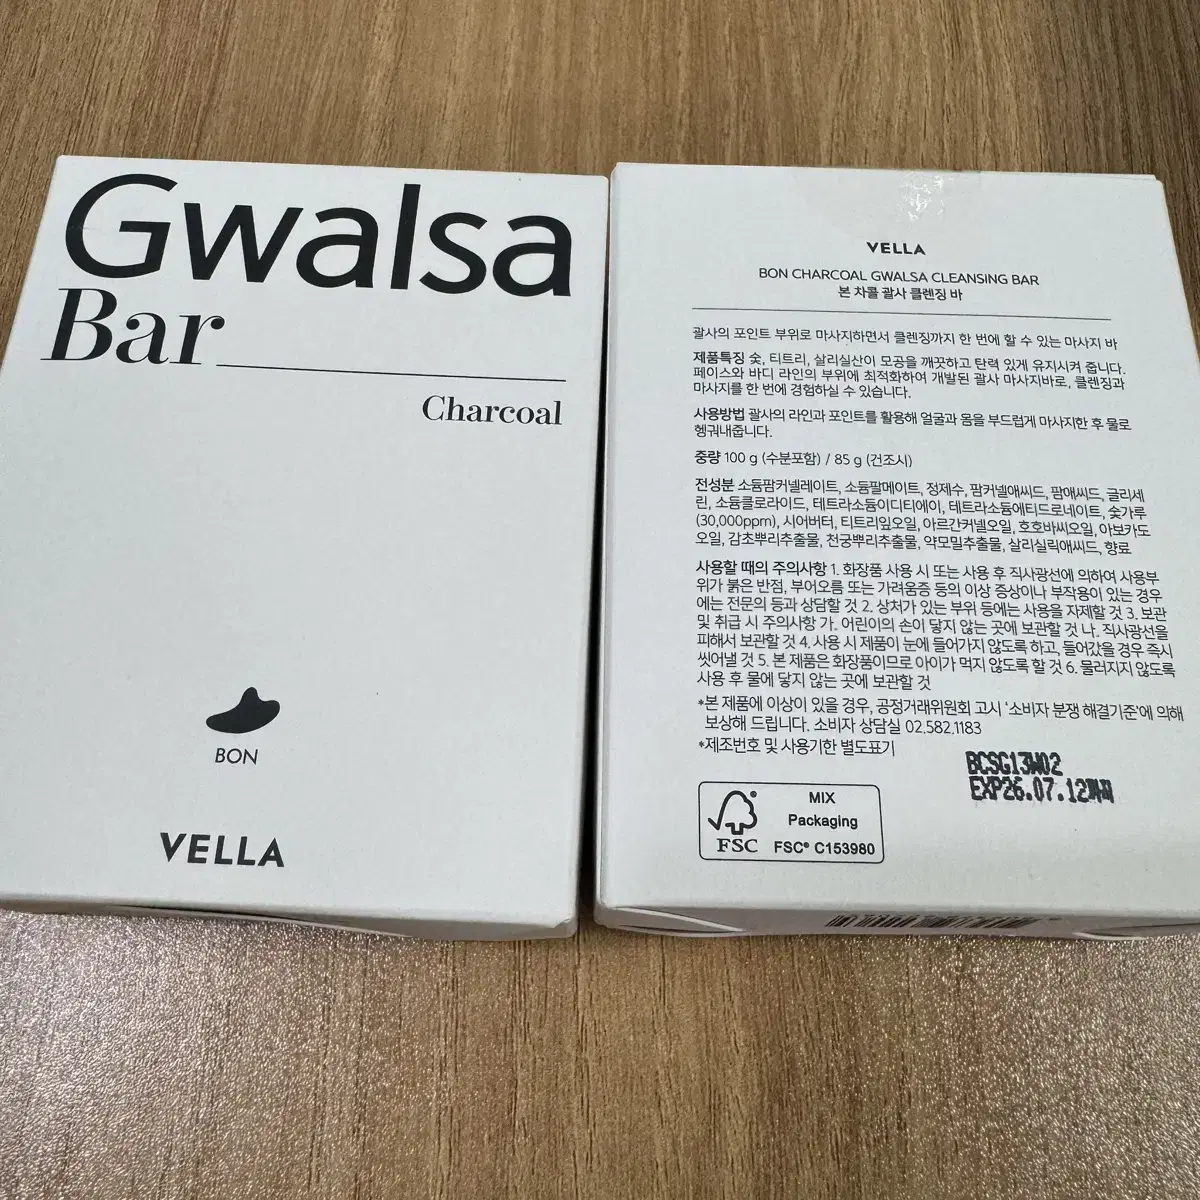 Gwalsa
Bar
Charcoal
BON
VELLA
VELLA
BON CHARCOAL GWALSA CLEANSING BAR
본 차콜 괄사 클렌징 바
괄사의 포인트 부위로 마사지하면서 클렌징까지 한 번에 할 수 있는 마사지 바
제품특징 숯, 티트리, 살리실산이 모공을 깨끗하고 탄력 있게 유지시켜 줍니다.
페이스와 바디 라인의 부위에 최적화하여 개발된 괄사 마사지바로, 클렌징과
마사지를 한 번에 경험하실 수 있습니다.
사용방법 괄사의 라인과 포인트를 활용해 얼굴과 몸을 부드럽게 마사지한 후 물로
헹궈내줍니다.
중량 100 g (수분포함) / 85 g (건조시)
전성분 소듐팜커넬레이트, 소듐팔메이트, 정제수, 팜커넬애씨드, 팜애씨드, 글리세
린, 소듐클로라이드, 테트라소듐이디티에이, 테트라소듐에티드로네이트, 숯가루
(30,000ppm), 시어버터, 티트리잎오일, 아르간커넬오일, 호호바씨오일, 아보카도
오일, 감초뿌리추출물, 천궁뿌리추출물, 약모밀추출물, 살리실릭애씨드, 향료
사용할 때의 주의사항 1. 화장품 사용 시 또는 사용 후 직사광선에 의하여 사용부
위가 붉은 반점, 부어오름 또는 가려움증 등의 이상 증상이나 부작용이 있는 경우
에는 전문의 등과 상담할 것 2. 상처가 있는 부위 등에는 사용을 자제할 것 3. 보관
및 취급 시 주의사항 가. 어린이의 손이 닿지 않는 곳에 보관할 것 나. 직사광선을
피해서 보관할 것 4. 사용 시 제품이 눈에 들어가지 않도록 하고, 들어갔을 경우 즉시
씻어낼 것 5. 본 제품은 화장품이므로 아이가 먹지 않도록 할 것 6. 물러지지 않도록
사용 후 물에 닿지 않는 곳에 보관할 것
*본 제품에 이상이 있을 경우, 공정거래위원회 고시 '소비자 분쟁 해결기준'에 의해
보상해 드립니다. 소비자 상담실 02.582.1183
*제조번호 및 사용기한 별도표기
BCSG13W02
EXP26.07.12까지
MIX
Packaging
FSC
FSC® C153980